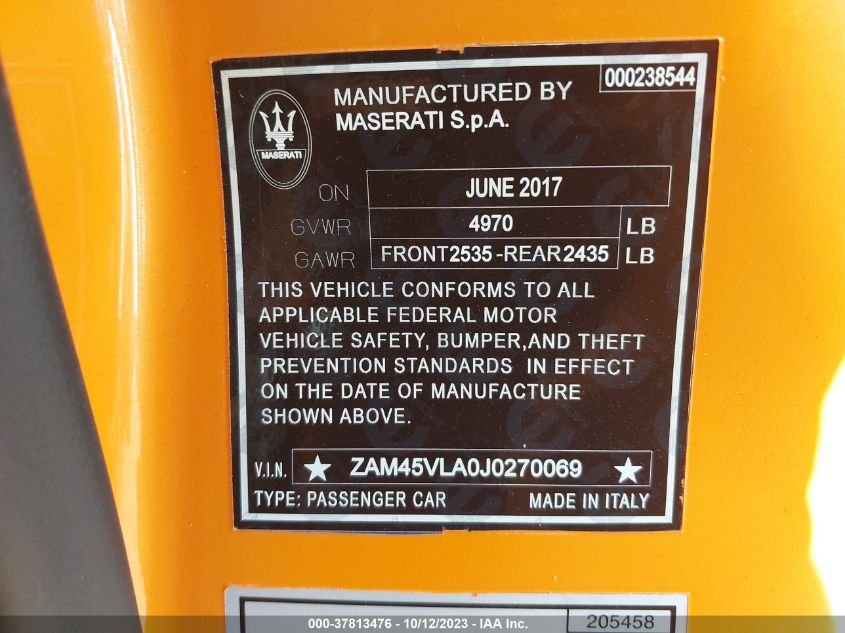 000238544
MANUFACTURED BY
MASERATI S.p.A.
MASERATI
ON JUNE 2017
GVWR 4970 LB
GAWR FRONT2535-REAR2435 LB
THIS VEHICLE CONFORMS TO ALL
APPLICABLE FEDERAL MOTOR
VEHICLE SAFETY, BUMPER,AND THEFT
PREVENTION STANDARDS IN EFFECT
ON THE DATE OF MANUFACTURE
SHOWN ABOVE.
V.I.N. ★ ZAM45VLA0J0270069 ★
TYPE: PASSENGER CAR MADE IN ITALY
205458
000-37813476 - 10/12/2023 - IAA Inc.